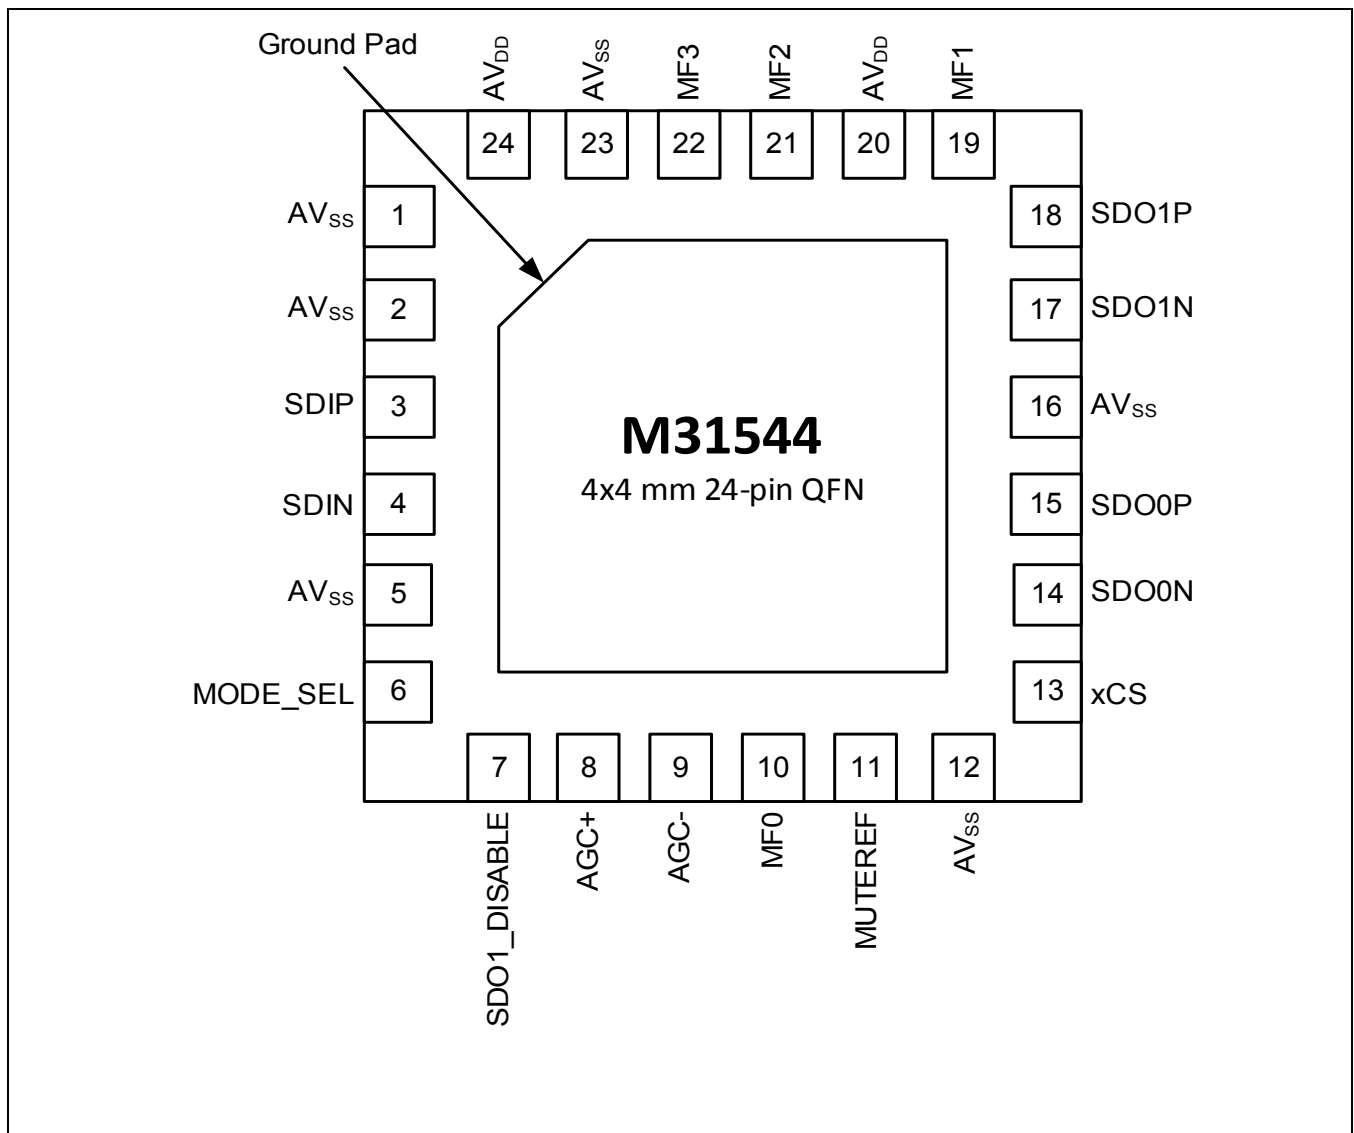 Ground Pad
AVDD
AVSS
MF3
MF2
AVDD
MF1
24
23
22
21
20
19
AVSS 1
18 SDO1P
AVSS 2
17 SDO1N
SDIP 3
16 AVSS
M31544
4x4 mm 24-pin QFN
SDIN 4
15 SDO0P
AVSS 5
14 SDO0N
MODE_SEL 6
13 xCS
7
8
9
10
11
12
SDO1_DISABLE
AGC+
AGC-
MF0
MUTEREF
AVSS